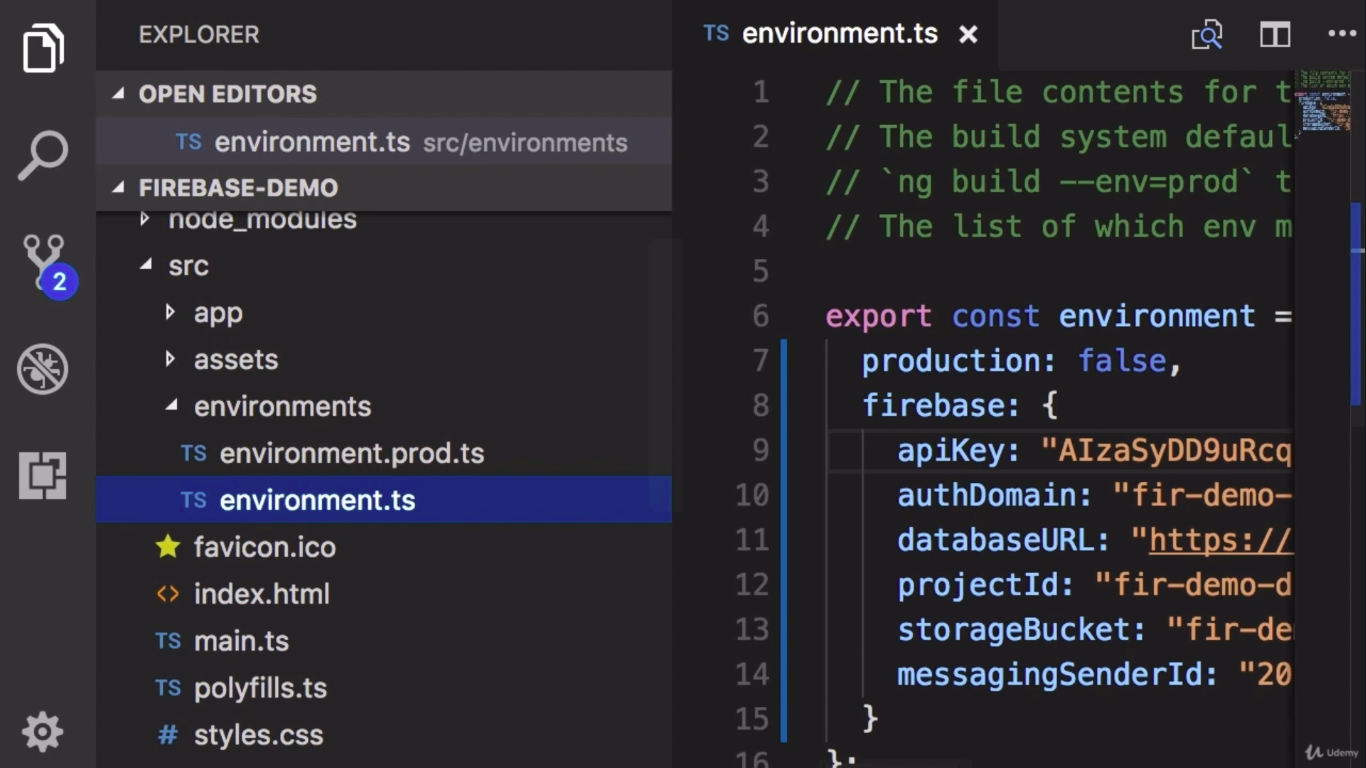 EXPLORER
OPEN EDITORS
TS environment.ts src/environments
FIREBASE-DEMO
node_modules
src
app
assets
environments
TS environment.prod.ts
TS environment.ts
favicon.ico
<> index.html
TS main.ts
TS polyfills.ts
# styles.css
2
TS environment.ts
1 // The file contents for t
2 // The build system defaul
3 // `ng build --env=prod` t
4 // The list of which env m
5
6 export const environment =
7 production: false,
8 firebase: {
9 apiKey: "AIzaSyDD9uRcq
10 authDomain: "fir-demo-
11 databaseURL: "https://
12 projectId: "fir-demo-d
13 storageBucket: "fir-de
14 messagingSenderId: "20
15 }
16 };
Udemy